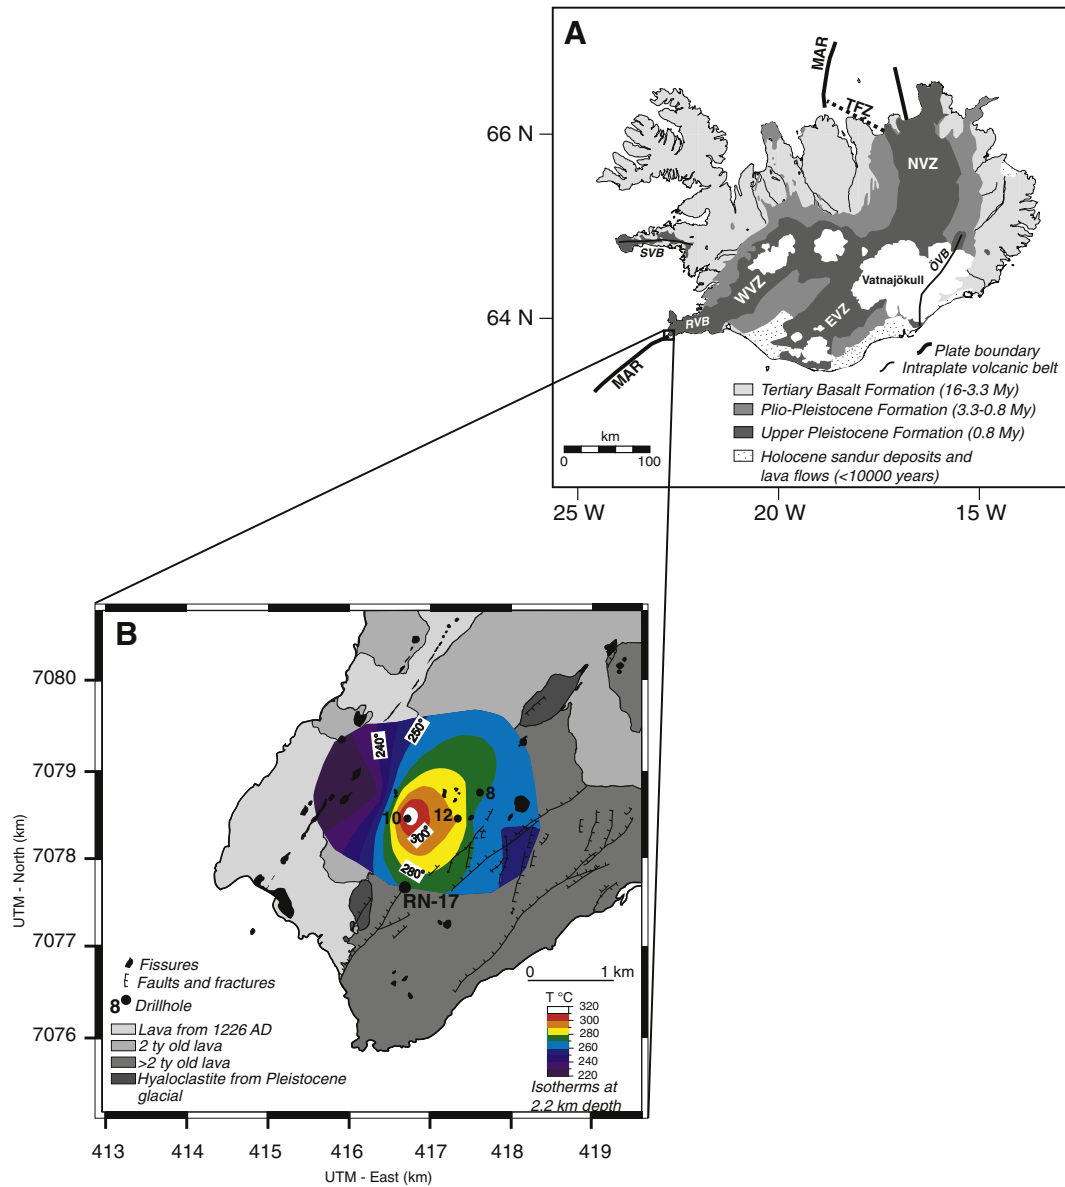 A
MAR
TFZ
66 N
NVZ
SVB
ÖVB
Vatnajökull
WVZ
EVZ
64 N
RVB
MAR
Plate boundary
Intraplate volcanic belt
Tertiary Basalt Formation (16-3.3 My)
Plio-Pleistocene Formation (3.3-0.8 My)
Upper Pleistocene Formation (0.8 My)
Holocene sandur deposits and
lava flows (<10000 years)
km
0 100
25 W 20 W 15 W
B
7080
7079
7078
7077
7076
UTM - North (km)
240°
250°
8
10
12
300°
280°
RN-17
Fissures
Faults and fractures
8 Drillhole
Lava from 1226 AD
2 ty old lava
>2 ty old lava
Hyaloclastite from Pleistocene
glacial
0 1 km
T °C
320
300
280
260
240
220
Isotherms at
2.2 km depth
413 414 415 416 417 418 419
UTM - East (km)